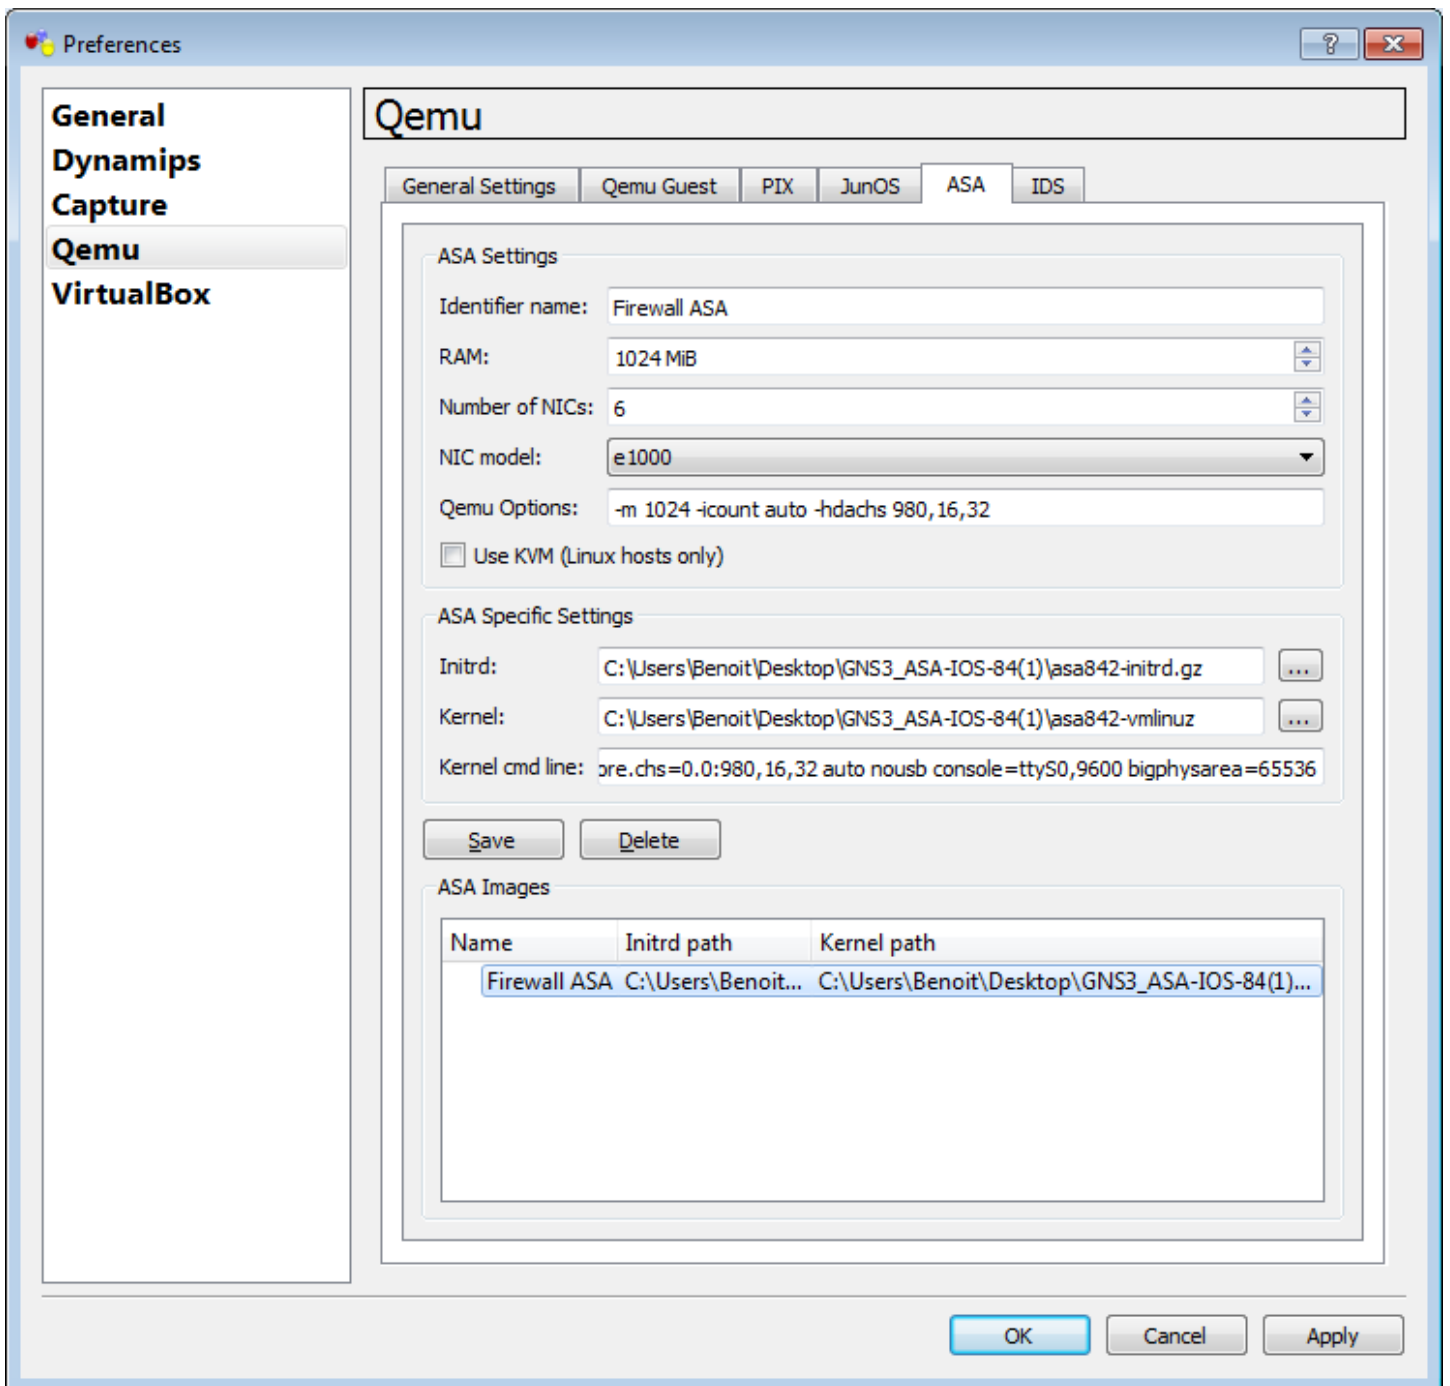 Preferences
General
Dynamips
Capture
Qemu
VirtualBox
Qemu
General Settings Qemu Guest PIX JunOS ASA IDS
ASA Settings
Identifier name: Firewall ASA
RAM: 1024 MiB
Number of NICs: 6
NIC model: e1000
Qemu Options: -m 1024 -icount auto -hdachs 980,16,32
Use KVM (Linux hosts only)
ASA Specific Settings
Initrd: C:\Users\Benoit\Desktop\GNS3_ASA-IOS-84(1)\asa842-initrd.gz ...
Kernel: C:\Users\Benoit\Desktop\GNS3_ASA-IOS-84(1)\asa842-vmlinuz ...
Kernel cmd line: ore.chs=0.0:980,16,32 auto nousb console=ttyS0,9600 bigphysarea=65536
Save Delete
ASA Images
Name Initrd path Kernel path
Firewall ASA C:\Users\Benoit... C:\Users\Benoit\Desktop\GNS3_ASA-IOS-84(1)...
OK Cancel Apply